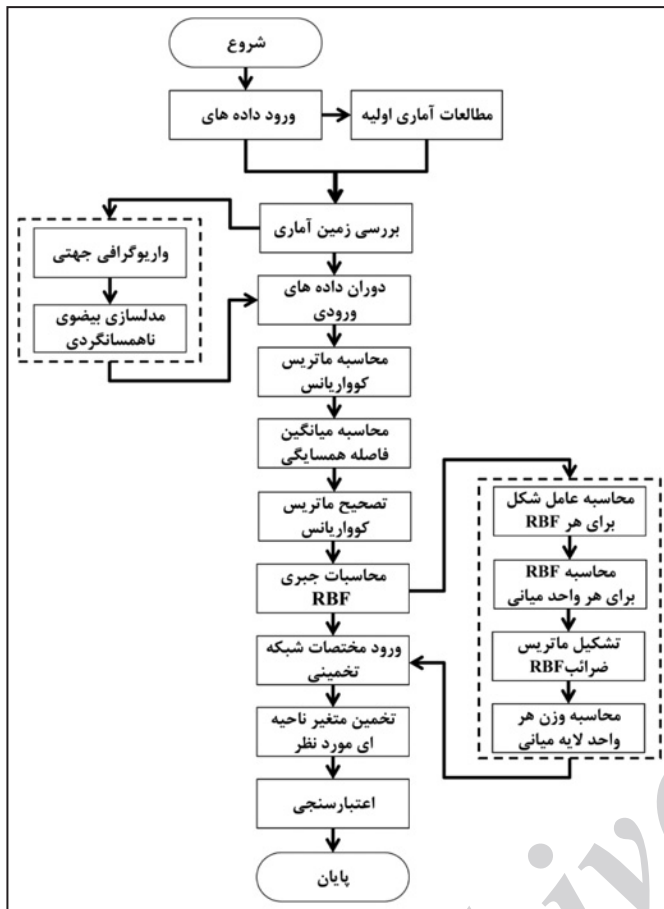 شروع
ورود داده های
مطالعات آماری اولیه
بررسی زمین آماری
واریوگرافی جهتی
مدلسازی بیضوی
ناهمسانگردی
دوران داده های
ورودی
محاسبه ماتریس
کوواریانس
محاسبه میانگین
فاصله همسایگی
تصحیح ماتریس
کوواریانس
محاسبات جبری
RBF
محاسبه عامل شکل
برای هر RBF
محاسبه RBF
برای هر واحد میانی
تشکیل ماتریس
ضرائبRBF
محاسبه وزن هر
واحد لایه میانی
ورود مختصات شبکه
تخمینی
تخمین متغیر ناحیه
ای مورد نظر
اعتبارسنجی
پایان